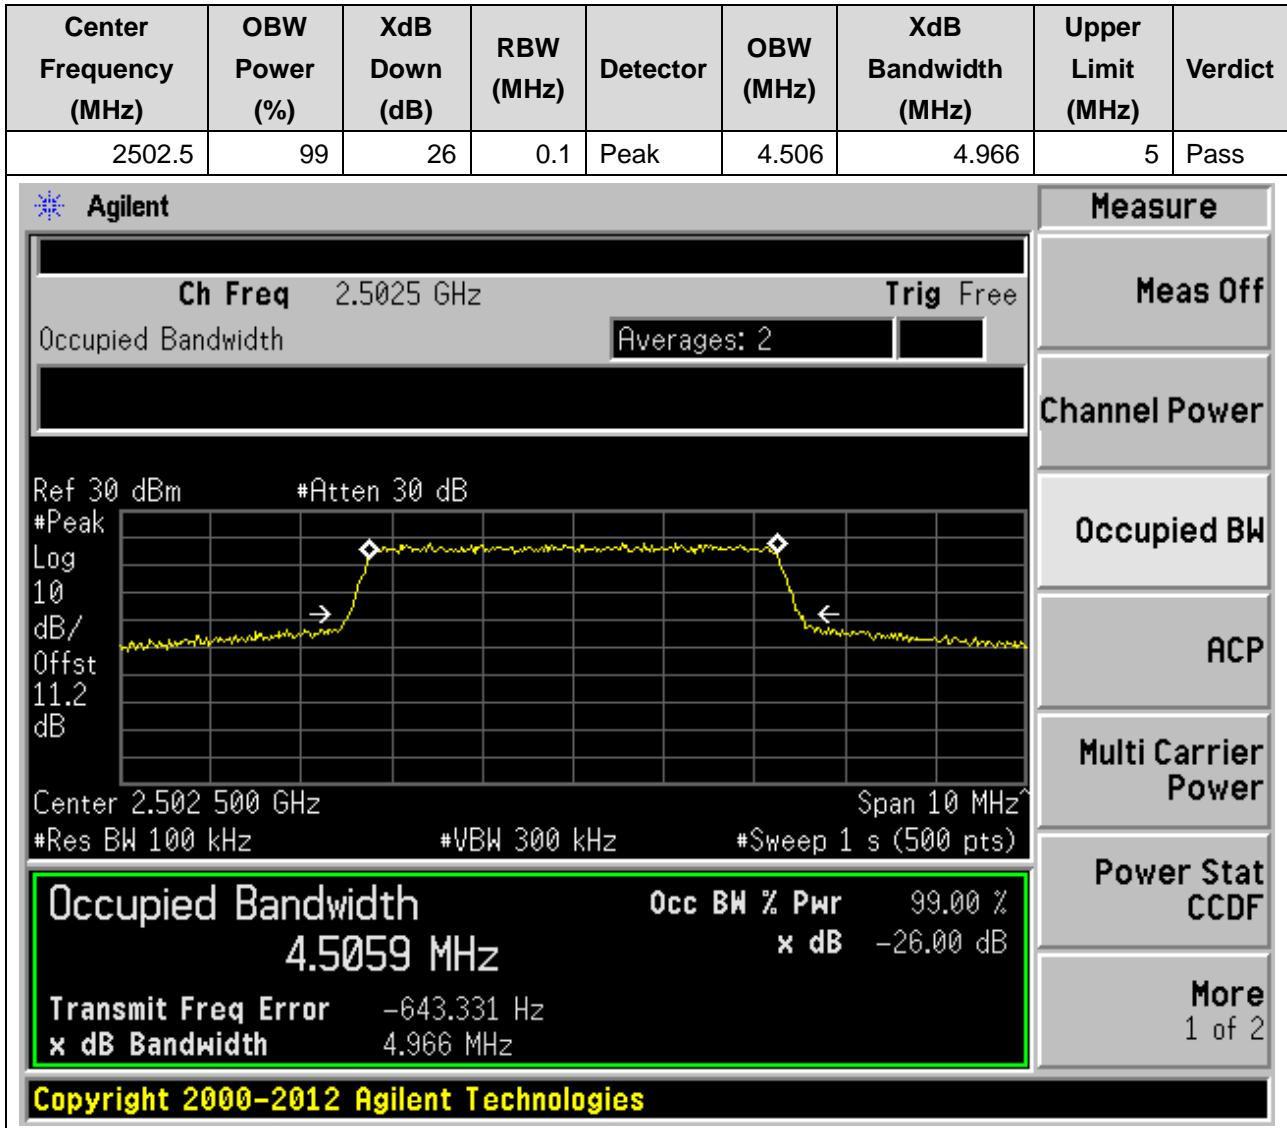 Center Frequency (MHz) OBW Power (%) XdB Down (dB) RBW (MHz) Detector OBW (MHz) XdB Bandwidth (MHz) Upper Limit (MHz) Verdict
2502.5 99 26 0.1 Peak 4.506 4.966 5 Pass
Agilent
Measure
Ch Freq 2.5025 GHz Trig Free
Meas Off
Occupied Bandwidth Averages: 2
Channel Power
Ref 30 dBm #Atten 30 dB
#Peak
Log
10
dB/
Offst
11.2
dB
Occupied BW
ACP
Multi Carrier
Power
Center 2.502 500 GHz Span 10 MHz^
#Res BW 100 kHz #VBW 300 kHz #Sweep 1 s (500 pts)
Power Stat
CCDF
Occupied Bandwidth Occ BW % Pwr 99.00 %
4.5059 MHz x dB -26.00 dB
Transmit Freq Error -643.331 Hz
x dB Bandwidth 4.966 MHz
More
1 of 2
Copyright 2000-2012 Agilent Technologies